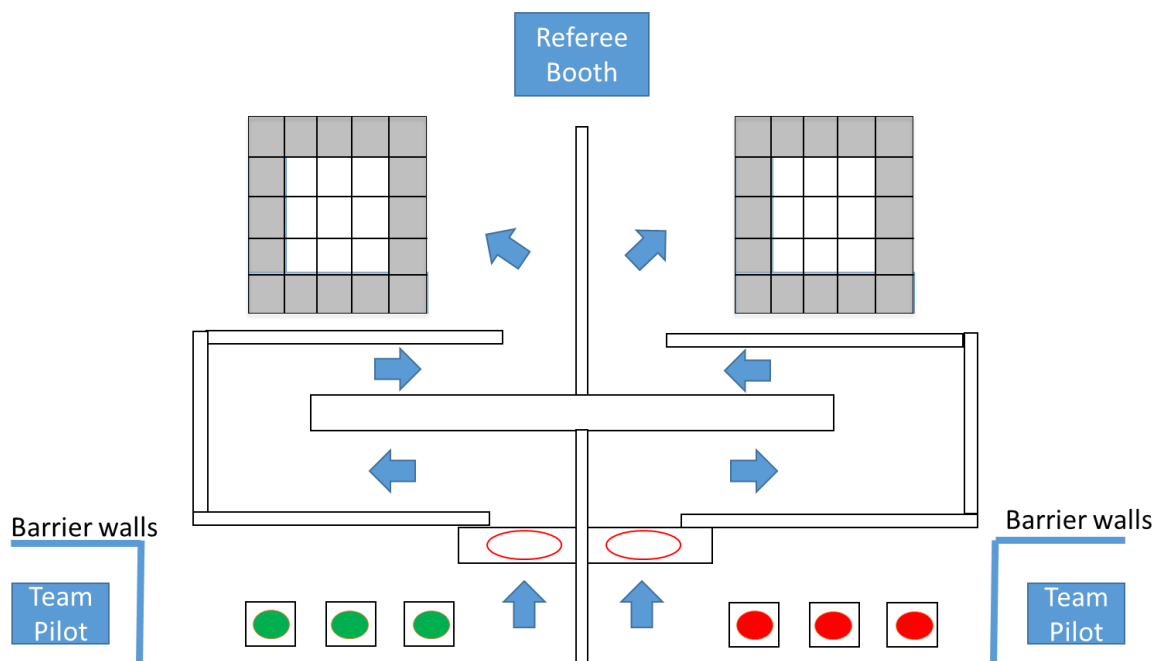 Referee
Booth
Barrier walls
Barrier walls
Team
Pilot
Team
Pilot